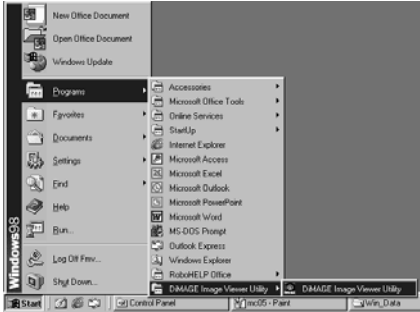 New Office Document
Open Office Document
Windows Update
Programs
Favorites
Documents
Settings
Find
Help
Run...
Log Off Fmv...
Shut Down...
Windows98
Accessories
Microsoft Office Tools
Online Services
StartUp
Internet Explorer
Microsoft Access
Microsoft Excel
Microsoft Outlook
Microsoft PowerPoint
Microsoft Word
MS-DOS Prompt
Outlook Express
Windows Explorer
RoboHELP Office
DiMAGE Image Viewer Utility
DiMAGE Image Viewer Utility
Start
Control Panel
mc05 - Paint
Win_Data